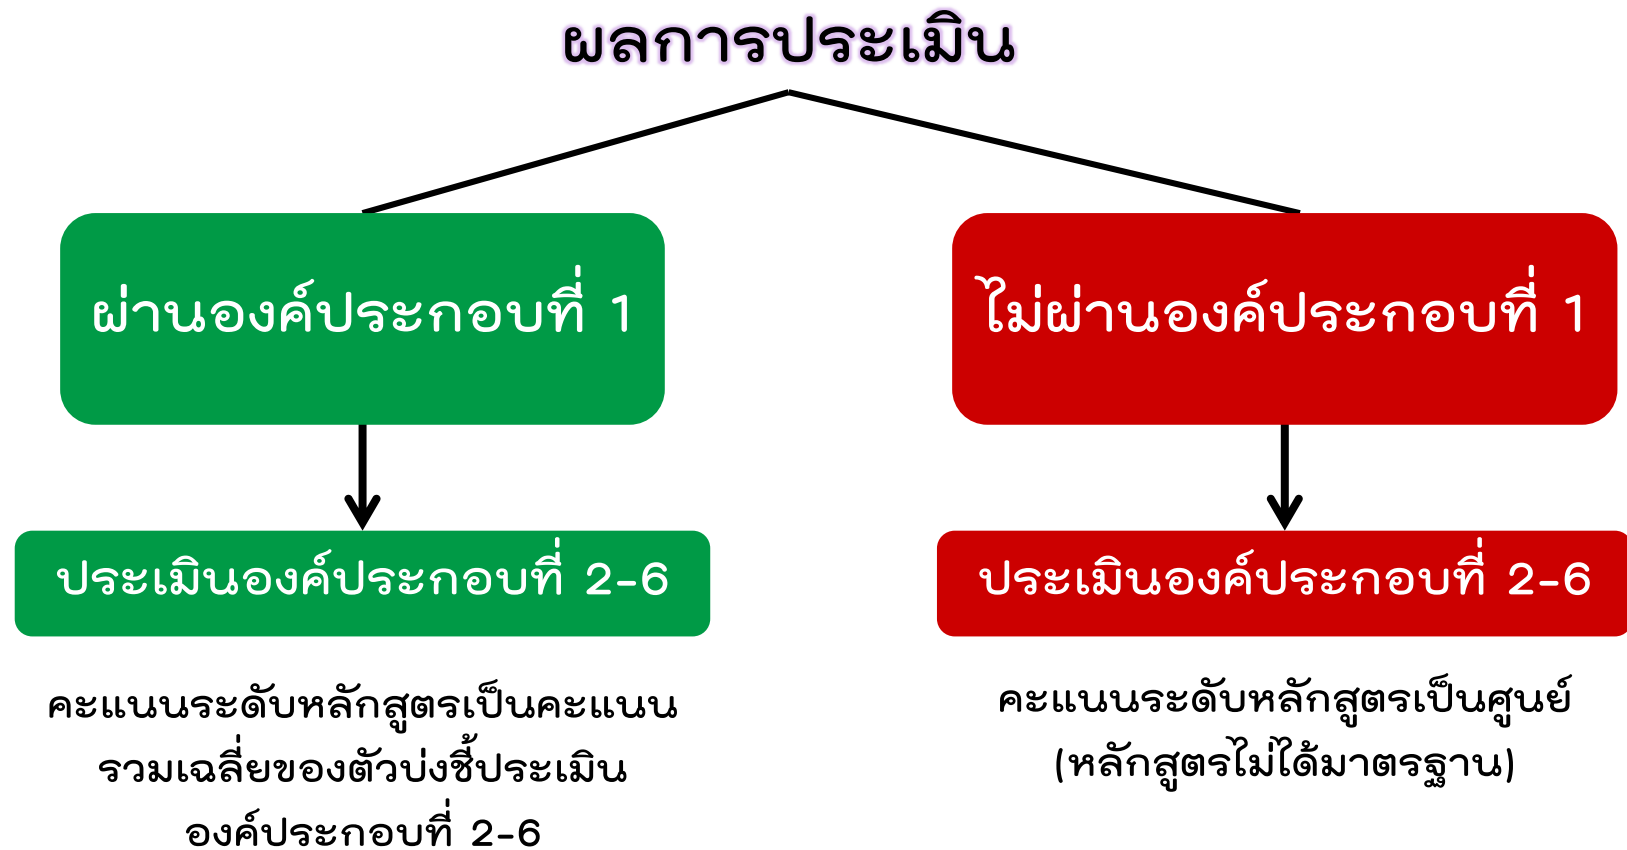 ผลการประเมิน
ผ่านองค์ประกอบที่ 1
ไม่ผ่านองค์ประกอบที่ 1
ประเมินองค์ประกอบที่ 2-6
ประเมินองค์ประกอบที่ 2-6
คะแนนระดับหลักสูตรเป็นคะแนน
รวมเฉลี่ยของตัวบ่งชี้ประเมิน
องค์ประกอบที่ 2-6
คะแนนระดับหลักสูตรเป็นศูนย์
(หลักสูตรไม่ได้มาตรฐาน)